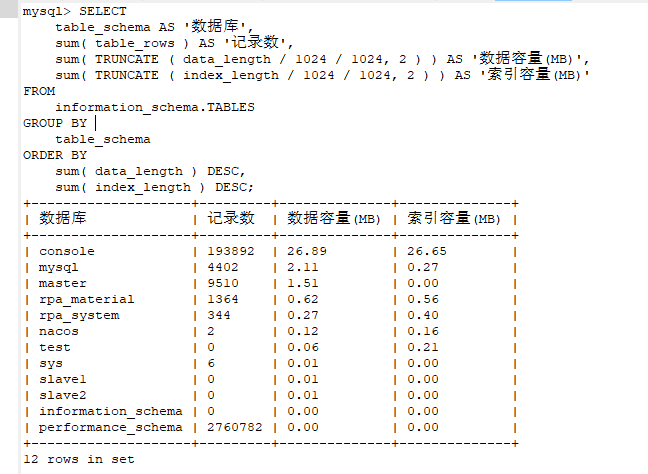 mysql> SELECT
table_schema AS '数据库',
sum( table_rows ) AS '记录数',
sum( TRUNCATE ( data_length / 1024 / 1024, 2 ) ) AS '数据容量(MB)',
sum( TRUNCATE ( index_length / 1024 / 1024, 2 ) ) AS '索引容量(MB)'
FROM
information_schema.TABLES
GROUP BY
table_schema
ORDER BY
sum( data_length ) DESC,
sum( index_length ) DESC;
+--------------------+---------+--------------+--------------+
| 数据库 | 记录数 | 数据容量(MB) | 索引容量(MB) |
+--------------------+---------+--------------+--------------+
| console | 193892 | 26.89 | 26.65 |
| mysql | 4402 | 2.11 | 0.27 |
| master | 9510 | 1.51 | 0.00 |
| rpa_material | 1364 | 0.62 | 0.56 |
| rpa_system | 344 | 0.27 | 0.40 |
| nacos | 2 | 0.12 | 0.16 |
| test | 0 | 0.06 | 0.21 |
| sys | 6 | 0.01 | 0.00 |
| slave1 | 0 | 0.01 | 0.00 |
| slave2 | 0 | 0.01 | 0.00 |
| information_schema | 0 | 0.00 | 0.00 |
| performance_schema | 2760782 | 0.00 | 0.00 |
+--------------------+---------+--------------+--------------+
12 rows in set